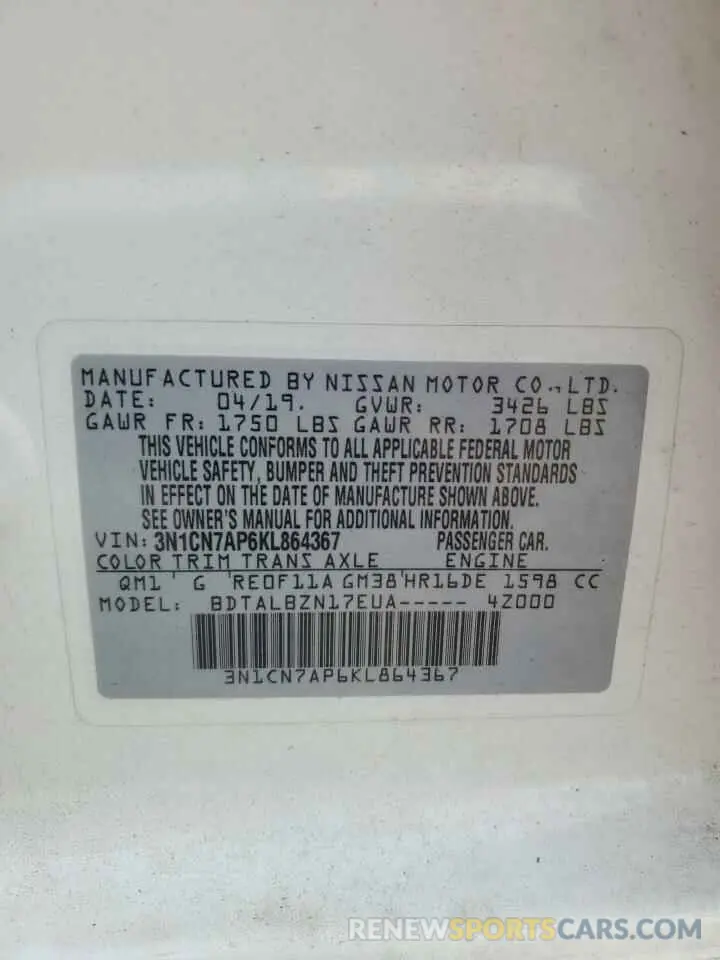 MANUFACTURED BY NISSAN MOTOR CO., LTD.
DATE: 04/19. GVWR: 3426 LBS
GAWR FR: 1750 LBS GAWR RR: 1708 LBS
THIS VEHICLE CONFORMS TO ALL APPLICABLE FEDERAL MOTOR
VEHICLE SAFETY, BUMPER AND THEFT PREVENTION STANDARDS
IN EFFECT ON THE DATE OF MANUFACTURE SHOWN ABOVE.
SEE OWNER'S MANUAL FOR ADDITIONAL INFORMATION.
VIN: 3N1CN7AP6KL864367 PASSENGER CAR.
COLOR TRIM TRANS AXLE ENGINE
QM1 ' G 'RE0F11A GM38'HR16DE 1598 CC
MODEL: BDTALBZN17EUA----- 4Z000
3N1CN7AP6KL864367
RENEWSPORTSCARS.COM